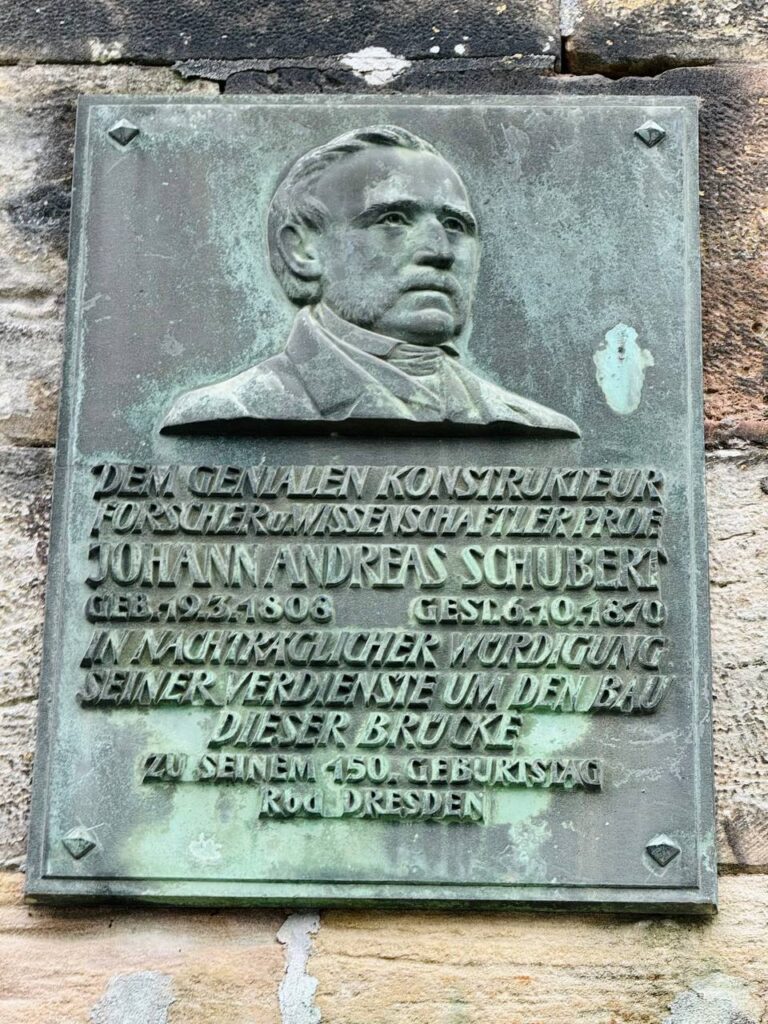 DEM GENIALEN KONSTRUKTEUR
FORSCHER U. WISSENSCHAFTLER PROF
JOHANN ANDREAS SCHUBERT
GEB. 19.3.1808 GEST. 6.10.1870
IN NACHTRÄGLICHER WÜRDIGUNG
SEINER VERDIENSTE UM DEN BAU
DIESER BRÜCKE
ZU SEINEM 150. GEBURTSTAG
Rbd DRESDEN